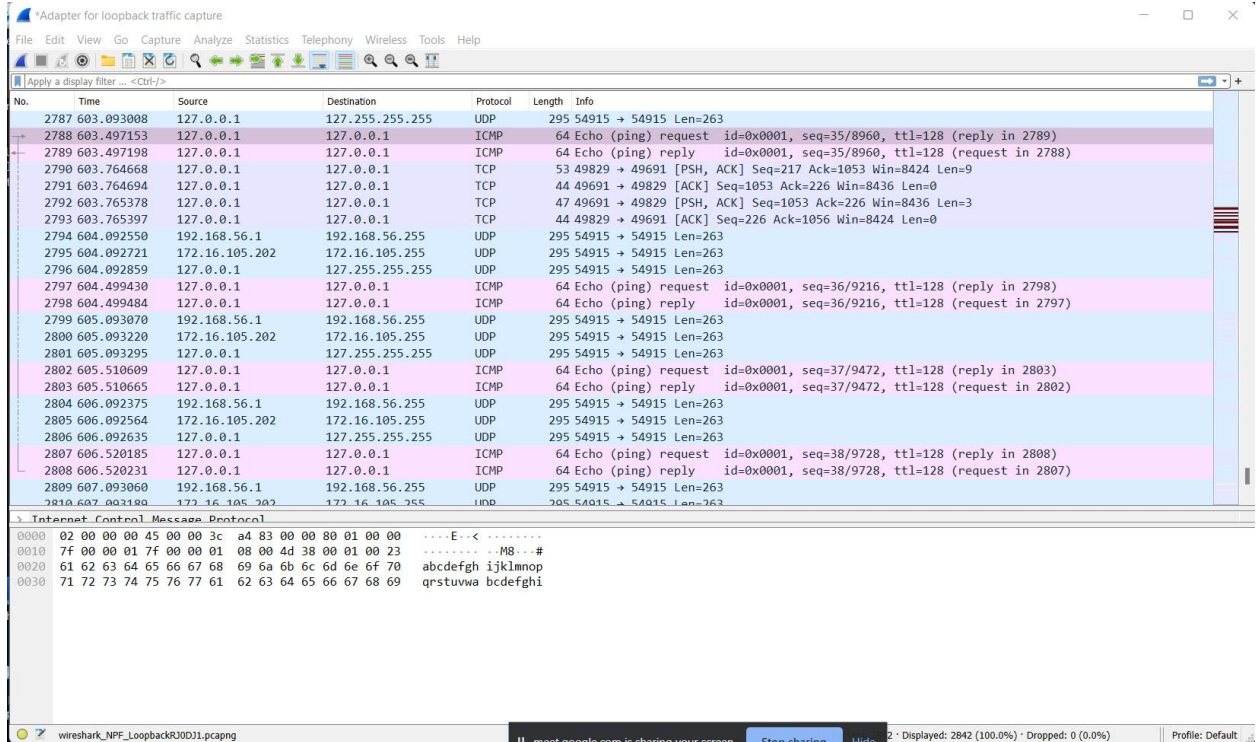 *Adapter for loopback traffic capture
File Edit View Go Capture Analyze Statistics Telephony Wireless Tools Help
Apply a display filter ... <Ctrl-/>
No. Time Source Destination Protocol Length Info
2787 603.093008 127.0.0.1 127.255.255.255 UDP 295 54915 → 54915 Len=263
2788 603.497153 127.0.0.1 127.0.0.1 ICMP 64 Echo (ping) request id=0x0001, seq=35/8960, ttl=128 (reply in 2789)
2789 603.497198 127.0.0.1 127.0.0.1 ICMP 64 Echo (ping) reply id=0x0001, seq=35/8960, ttl=128 (request in 2788)
2790 603.764668 127.0.0.1 127.0.0.1 TCP 53 49829 → 49691 [PSH, ACK] Seq=217 Ack=1053 Win=8424 Len=9
2791 603.764694 127.0.0.1 127.0.0.1 TCP 44 49691 → 49829 [ACK] Seq=1053 Ack=226 Win=8436 Len=0
2792 603.765378 127.0.0.1 127.0.0.1 TCP 47 49691 → 49829 [PSH, ACK] Seq=1053 Ack=226 Win=8436 Len=3
2793 603.765397 127.0.0.1 127.0.0.1 TCP 44 49829 → 49691 [ACK] Seq=226 Ack=1056 Win=8424 Len=0
2794 604.092550 192.168.56.1 192.168.56.255 UDP 295 54915 → 54915 Len=263
2795 604.092721 172.16.105.202 172.16.105.255 UDP 295 54915 → 54915 Len=263
2796 604.092859 127.0.0.1 127.255.255.255 UDP 295 54915 → 54915 Len=263
2797 604.499430 127.0.0.1 127.0.0.1 ICMP 64 Echo (ping) request id=0x0001, seq=36/9216, ttl=128 (reply in 2798)
2798 604.499484 127.0.0.1 127.0.0.1 ICMP 64 Echo (ping) reply id=0x0001, seq=36/9216, ttl=128 (request in 2797)
2799 605.093070 192.168.56.1 192.168.56.255 UDP 295 54915 → 54915 Len=263
2800 605.093220 172.16.105.202 172.16.105.255 UDP 295 54915 → 54915 Len=263
2801 605.093295 127.0.0.1 127.255.255.255 UDP 295 54915 → 54915 Len=263
2802 605.510609 127.0.0.1 127.0.0.1 ICMP 64 Echo (ping) request id=0x0001, seq=37/9472, ttl=128 (reply in 2803)
2803 605.510665 127.0.0.1 127.0.0.1 ICMP 64 Echo (ping) reply id=0x0001, seq=37/9472, ttl=128 (request in 2802)
2804 606.092375 192.168.56.1 192.168.56.255 UDP 295 54915 → 54915 Len=263
2805 606.092564 172.16.105.202 172.16.105.255 UDP 295 54915 → 54915 Len=263
2806 606.092635 127.0.0.1 127.255.255.255 UDP 295 54915 → 54915 Len=263
2807 606.520185 127.0.0.1 127.0.0.1 ICMP 64 Echo (ping) request id=0x0001, seq=38/9728, ttl=128 (reply in 2808)
2808 606.520231 127.0.0.1 127.0.0.1 ICMP 64 Echo (ping) reply id=0x0001, seq=38/9728, ttl=128 (request in 2807)
2809 607.093060 192.168.56.1 192.168.56.255 UDP 295 54915 → 54915 Len=263
2810 607.093189 172.16.105.202 172.16.105.255 UDP 295 54915 → 54915 Len=263
> Internet Control Message Protocol
0000 02 00 00 00 45 00 00 3c a4 83 00 00 80 01 00 00 ····E··< ········
0010 7f 00 00 01 7f 00 00 01 08 00 4d 38 00 01 00 23 ········ ··M8···#
0020 61 62 63 64 65 66 67 68 69 6a 6b 6c 6d 6e 6f 70 abcdefgh ijklmnop
0030 71 72 73 74 75 76 77 61 62 63 64 65 66 67 68 69 qrstuvwa bcdefghi
wireshark_NPF_LoopbackRJ0DJ1.pcapng meet.google.com is sharing your screen. Stop sharing Hide 2 · Displayed: 2842 (100.0%) · Dropped: 0 (0.0%) Profile: Default